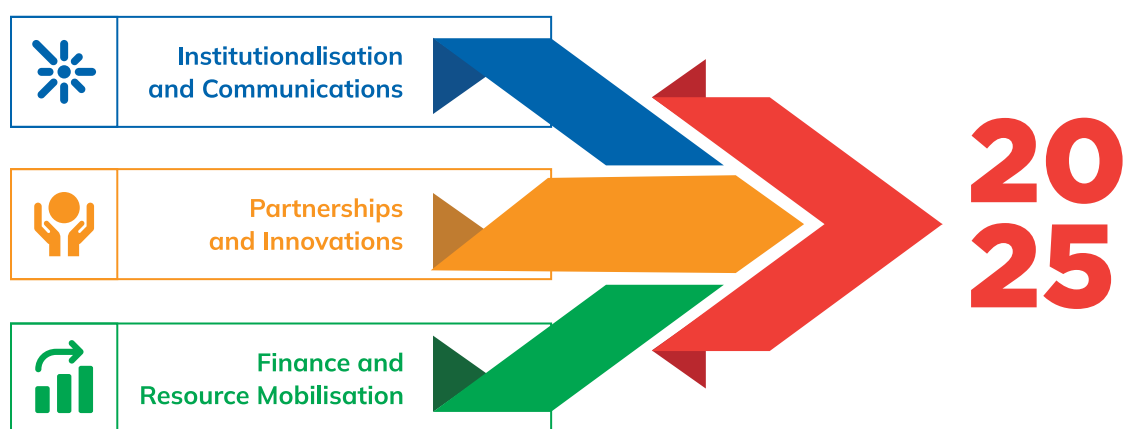 Institutionalisation
and Communications
Partnerships
and Innovations
Finance and
Resource Mobilisation
20
25